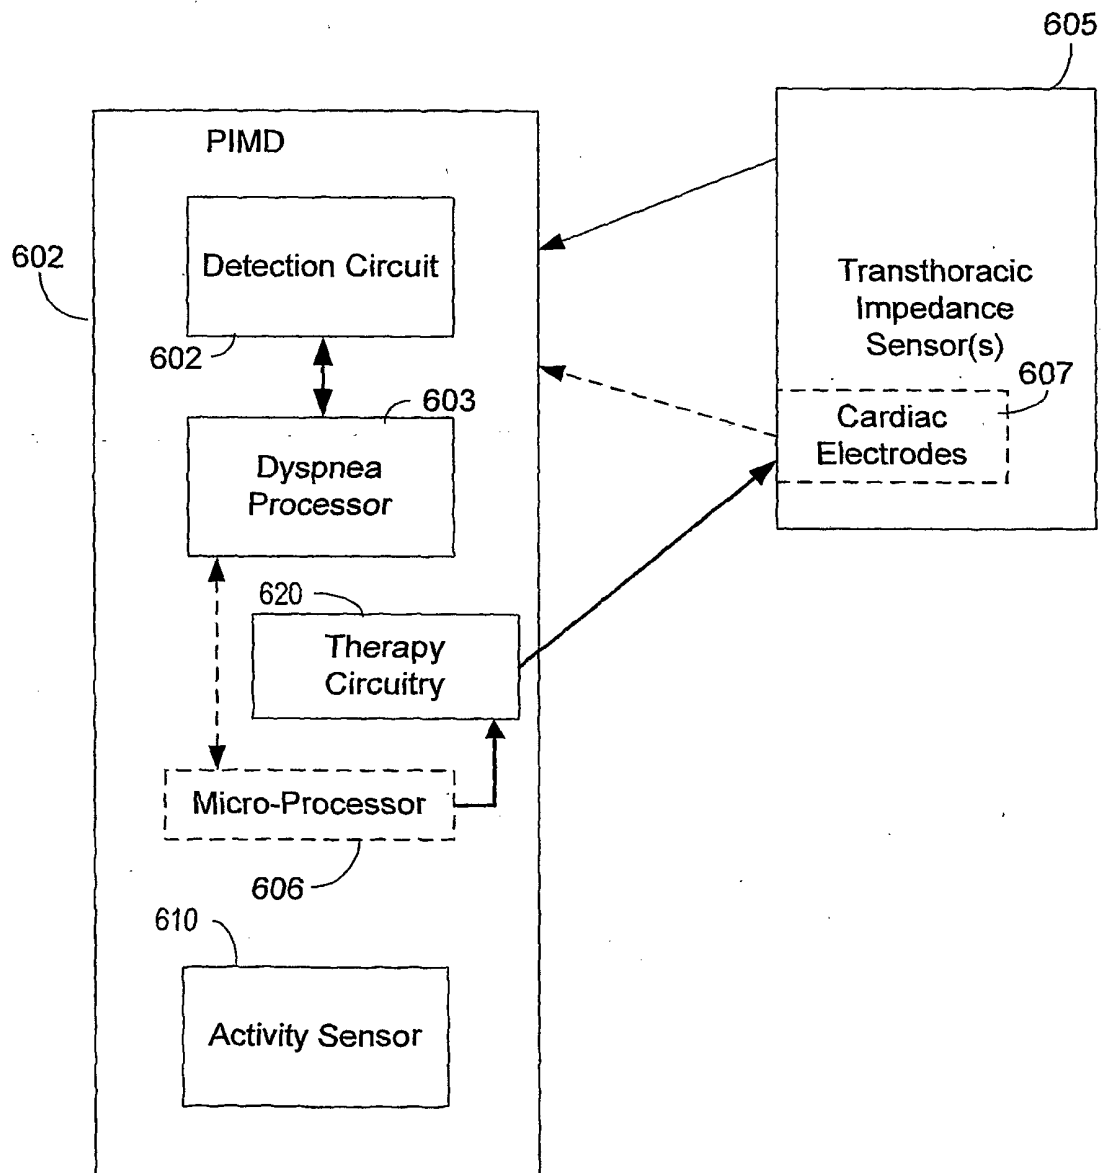 605
PIMD
602
Detection Circuit
602
Transthoracic
Impedance
Sensor(s)
607
Cardiac
Electrodes
603
Dyspnea
Processor
620
Therapy
Circuitry
Micro-Processor
606
610
Activity Sensor